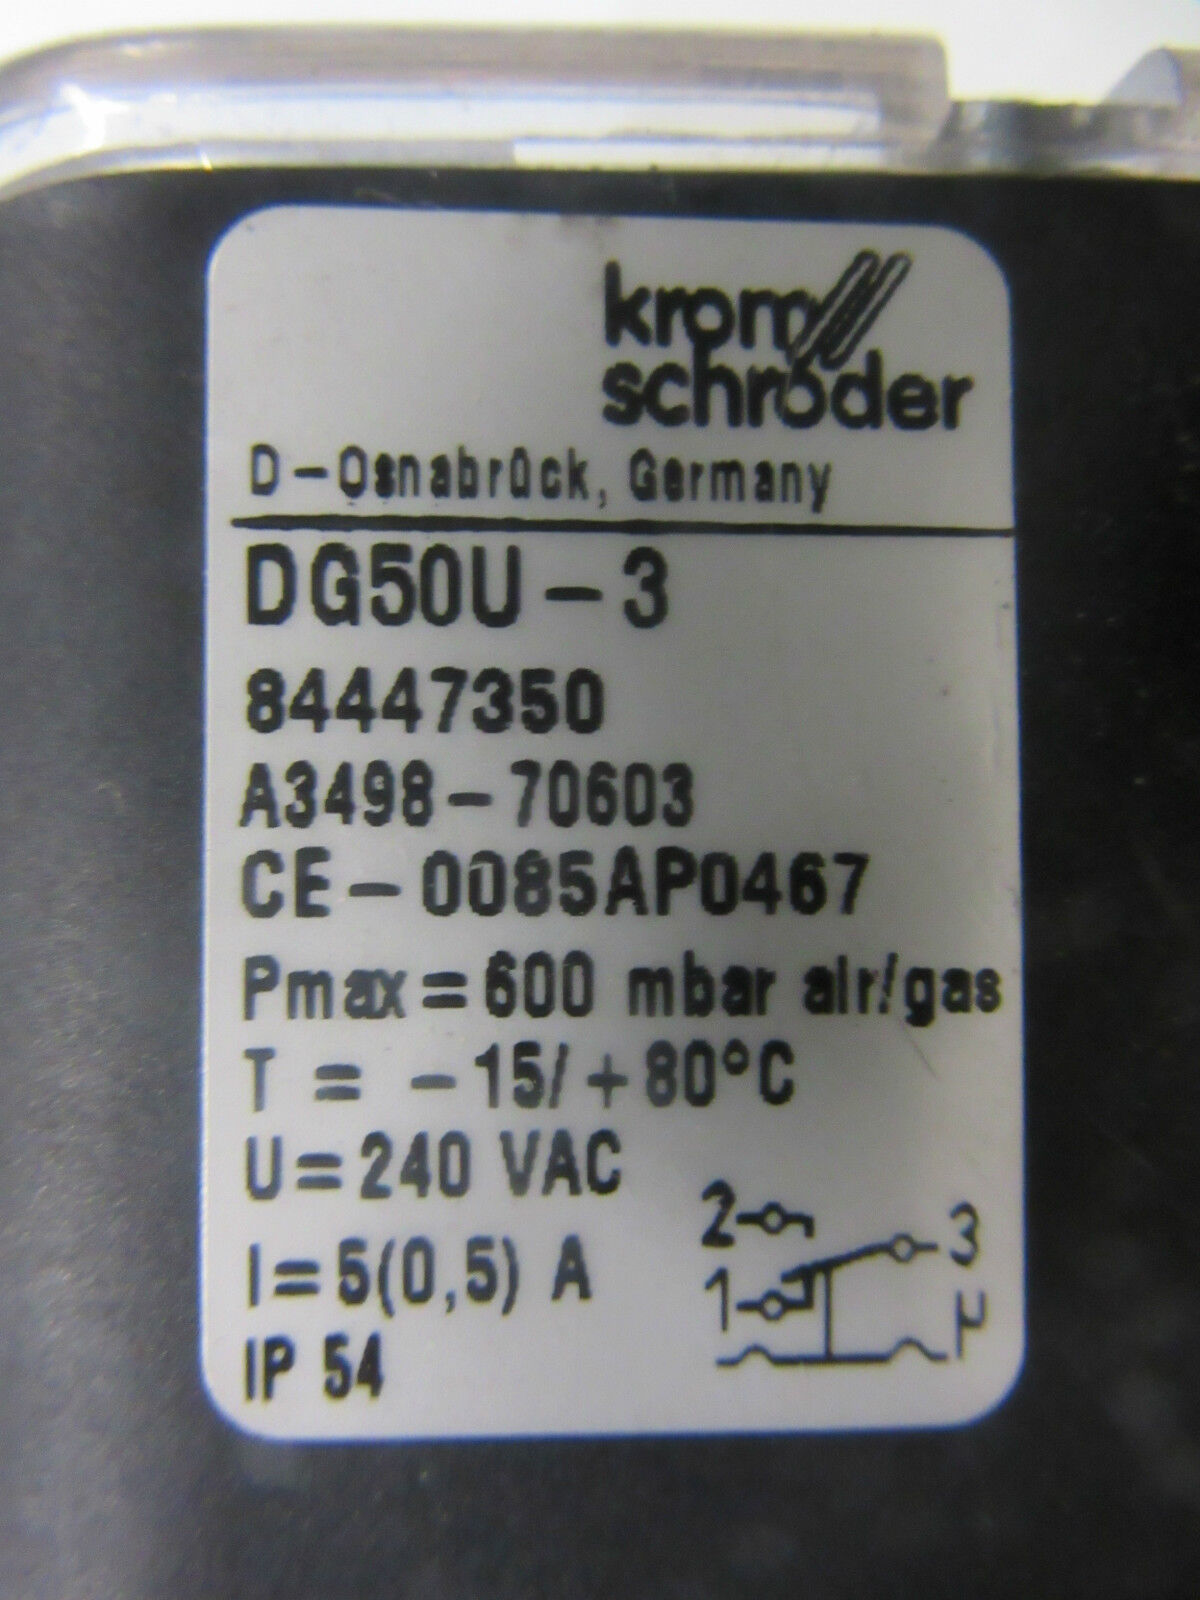 krom
schröder
D-Osnabrück, Germany
DG50U-3
84447350
A3498-70603
CE-0085AP0467
Pmax=600 mbar air/gas
T = -15/+80°C
U=240 VAC
I=5(0,5) A
IP 54
2
3
1